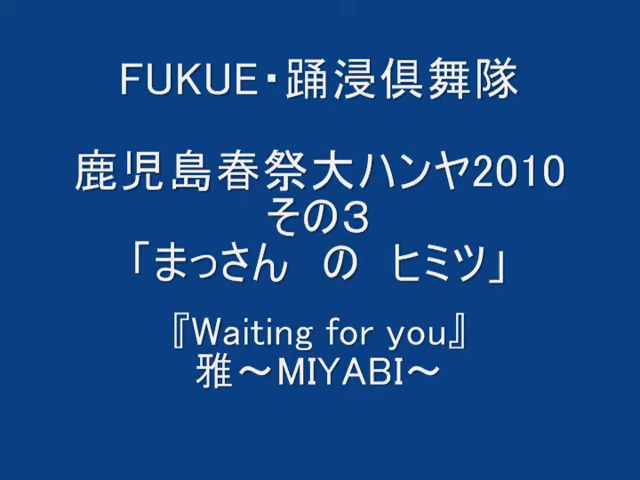 FUKUE・踊浸倶舞隊
鹿児島春祭大ハンヤ2010
その３
「まっさん　の　ヒミツ」
『Waiting for you』
雅～MIYABI～